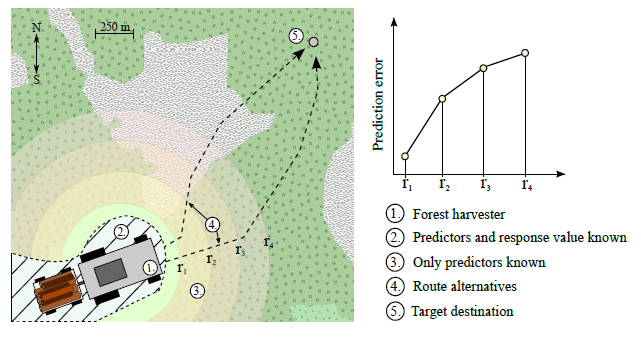 N
S
250 m
5.
4.
2.
1.
3.
r1
r2
r3
r4
Prediction error
r1 r2 r3 r4
1. Forest harvester
2. Predictors and response value known
3. Only predictors known
4. Route alternatives
5. Target destination